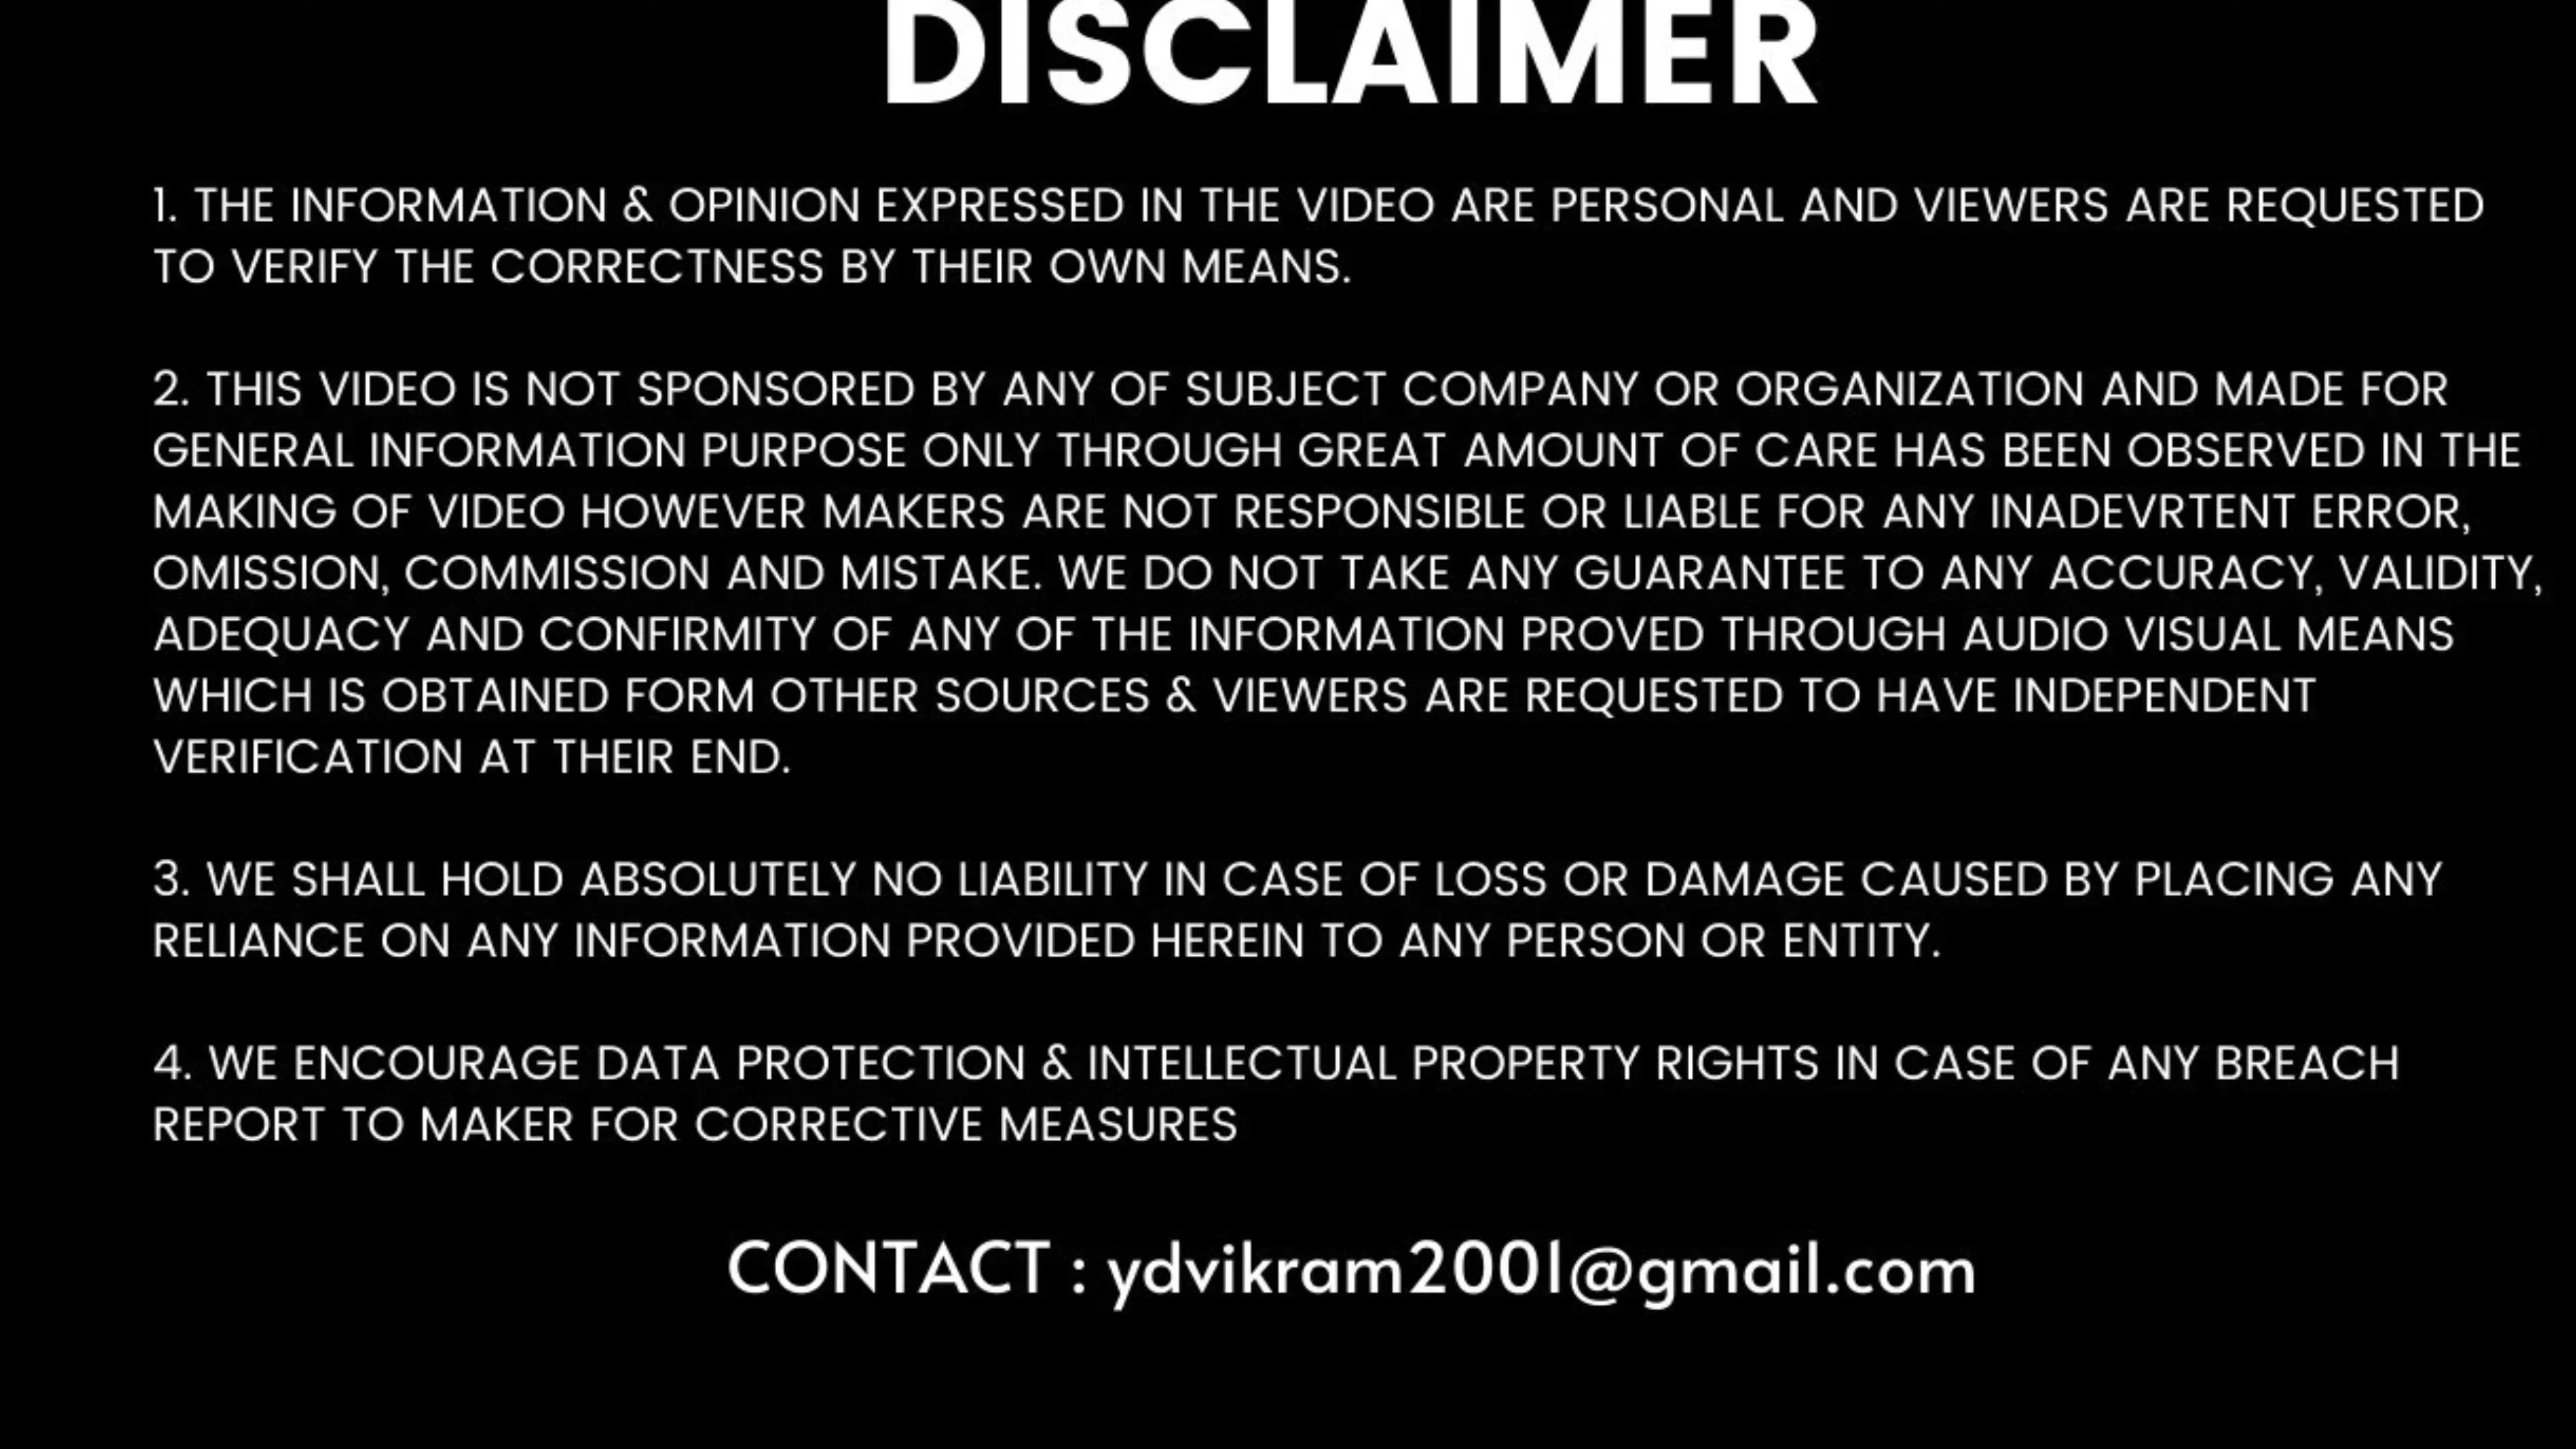 DISCLAIMER
1. THE INFORMATION & OPINION EXPRESSED IN THE VIDEO ARE PERSONAL AND VIEWERS ARE REQUESTED
TO VERIFY THE CORRECTNESS BY THEIR OWN MEANS.
2. THIS VIDEO IS NOT SPONSORED BY ANY OF SUBJECT COMPANY OR ORGANIZATION AND MADE FOR
GENERAL INFORMATION PURPOSE ONLY THROUGH GREAT AMOUNT OF CARE HAS BEEN OBSERVED IN THE
MAKING OF VIDEO HOWEVER MAKERS ARE NOT RESPONSIBLE OR LIABLE FOR ANY INADEVRTENT ERROR,
OMISSION, COMMISSION AND MISTAKE. WE DO NOT TAKE ANY GUARANTEE TO ANY ACCURACY, VALIDITY,
ADEQUACY AND CONFIRMITY OF ANY OF THE INFORMATION PROVED THROUGH AUDIO VISUAL MEANS
WHICH IS OBTAINED FORM OTHER SOURCES & VIEWERS ARE REQUESTED TO HAVE INDEPENDENT
VERIFICATION AT THEIR END.
3. WE SHALL HOLD ABSOLUTELY NO LIABILITY IN CASE OF LOSS OR DAMAGE CAUSED BY PLACING ANY
RELIANCE ON ANY INFORMATION PROVIDED HEREIN TO ANY PERSON OR ENTITY.
4. WE ENCOURAGE DATA PROTECTION & INTELLECTUAL PROPERTY RIGHTS IN CASE OF ANY BREACH
REPORT TO MAKER FOR CORRECTIVE MEASURES
CONTACT : ydvikram2001@gmail.com